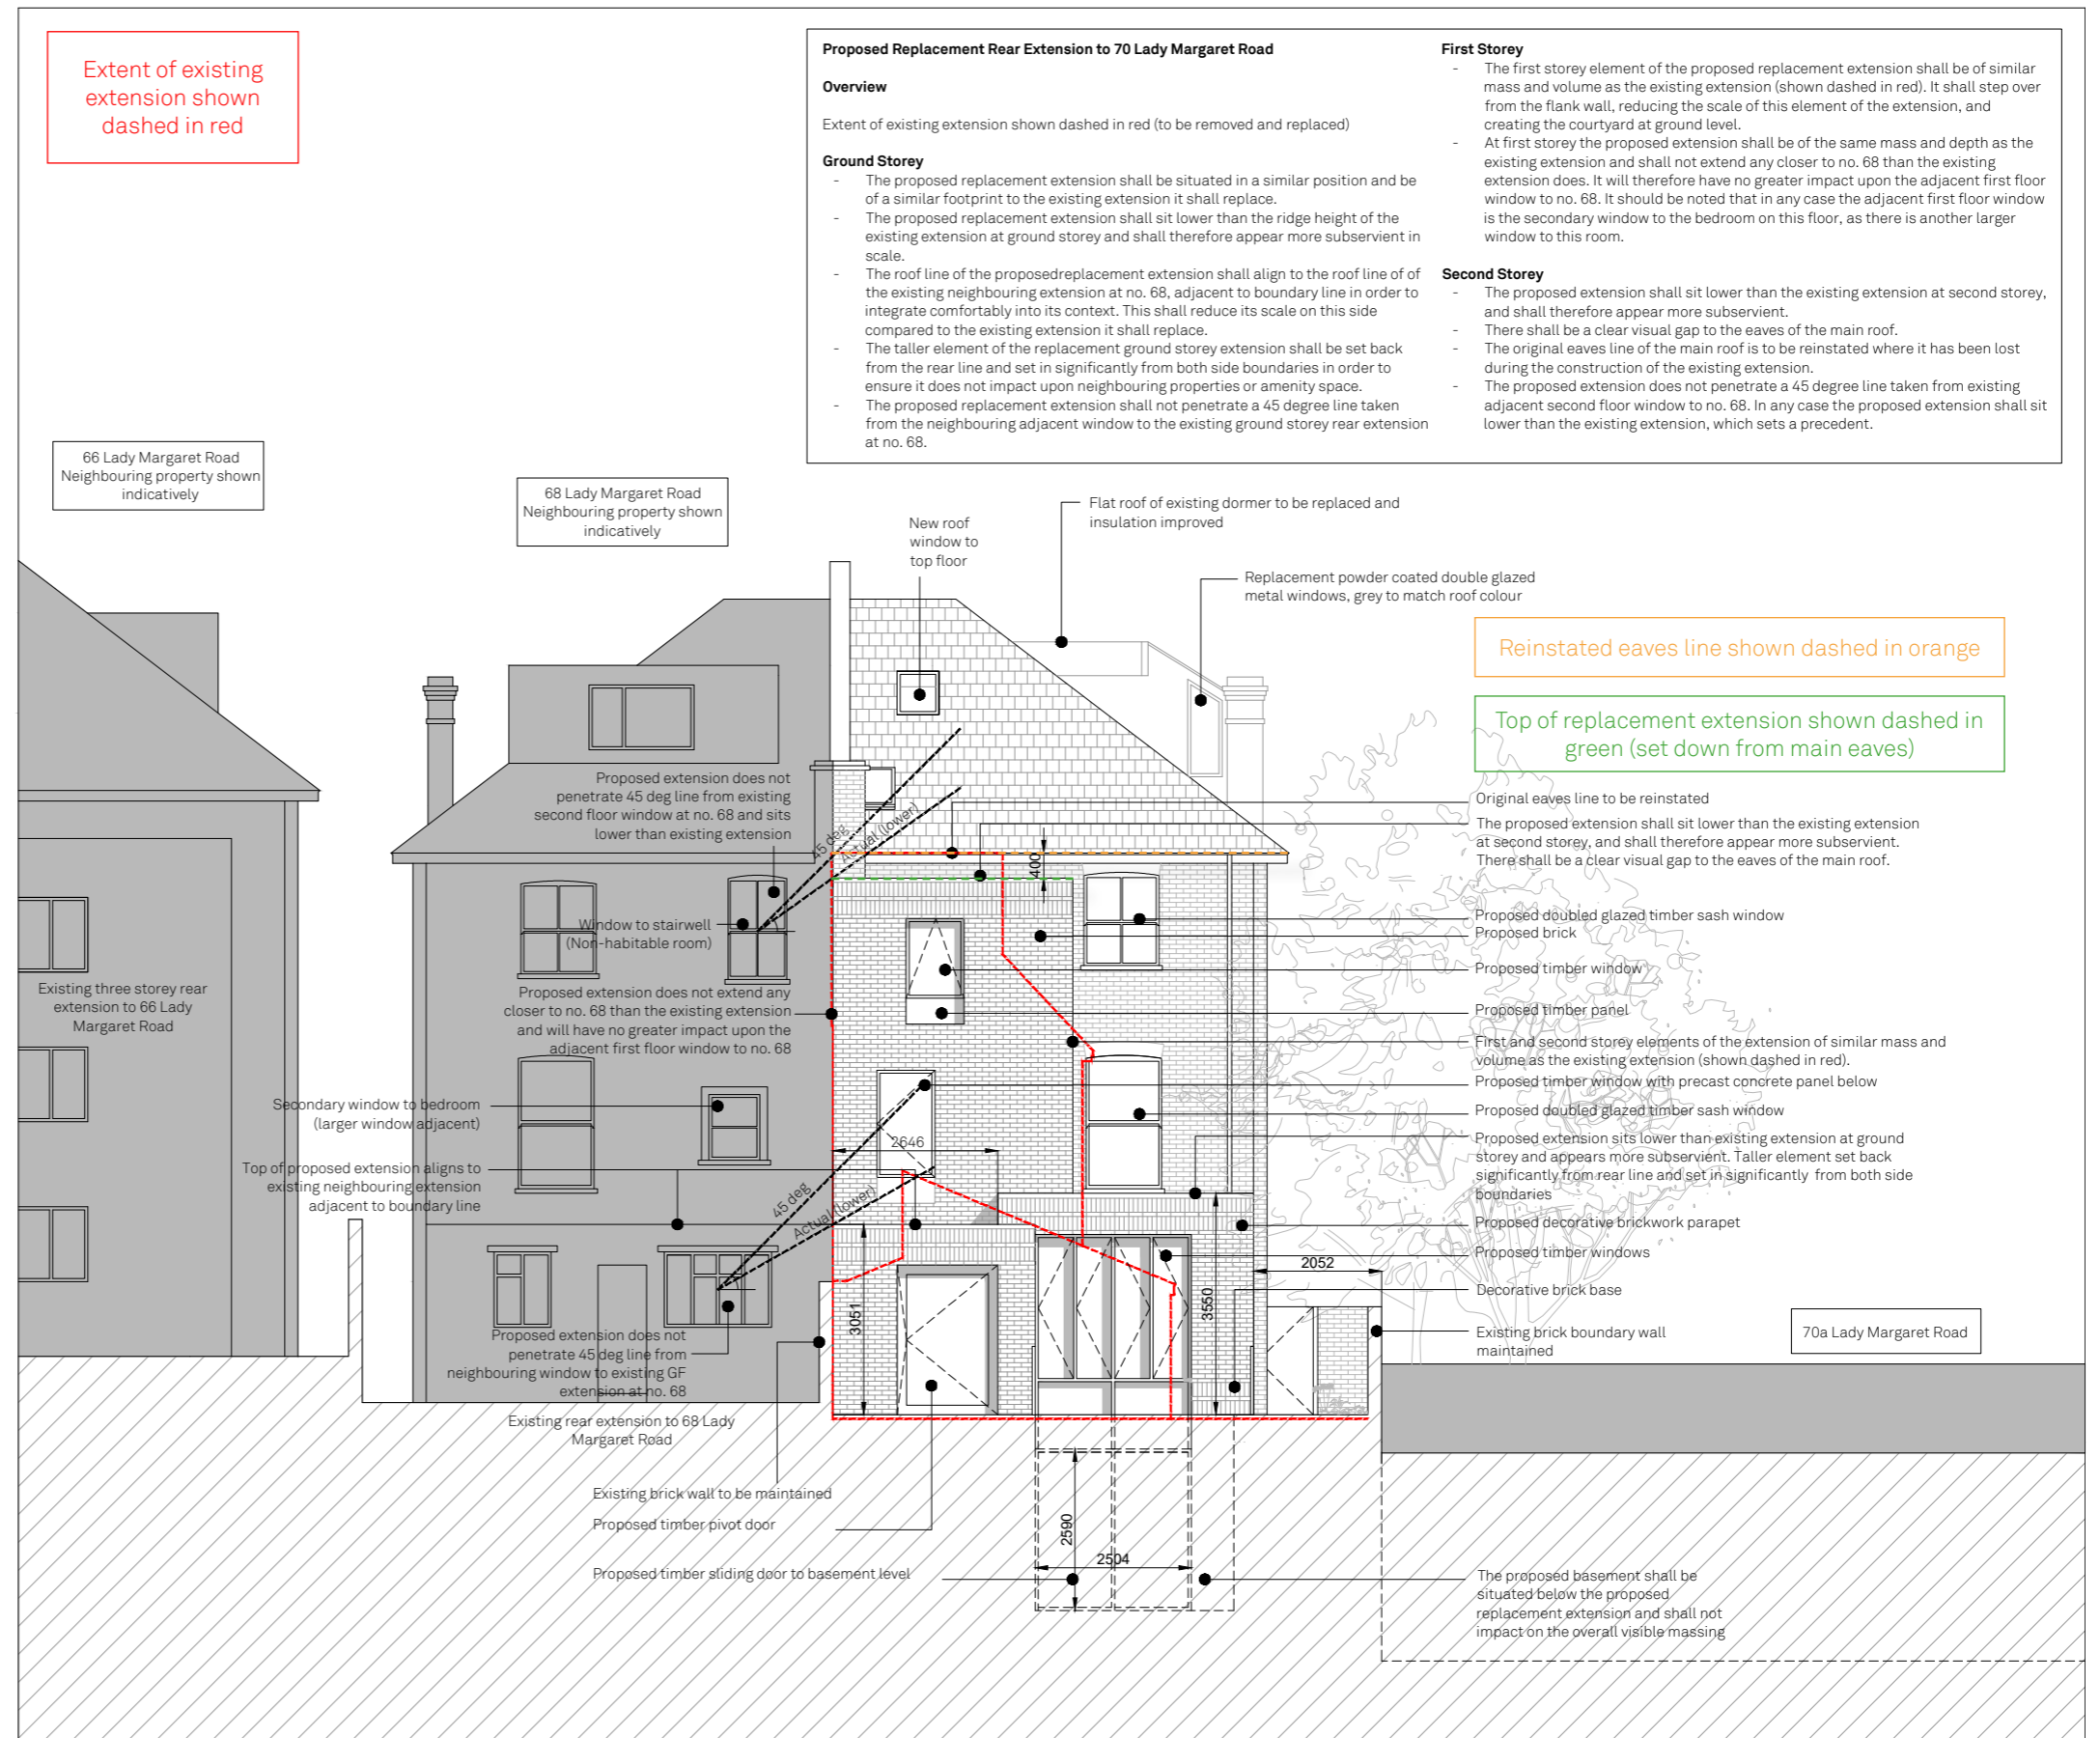 Extent of existing
extension shown
dashed in red
Proposed Replacement Rear Extension to 70 Lady Margaret Road
Overview
Extent of existing extension shown dashed in red (to be removed and replaced)
Ground Storey
- The proposed replacement extension shall be situated in a similar position and be
of a similar footprint to the existing extension it shall replace.
- The proposed replacement extension shall sit lower than the ridge height of the
existing extension at ground storey and shall therefore appear more subservient in
scale.
- The roof line of the proposedreplacement extension shall align to the roof line of of
the existing neighbouring extension at no. 68, adjacent to boundary line in order to
integrate comfortably into its context. This shall reduce its scale on this side
compared to the existing extension it shall replace.
- The taller element of the replacement ground storey extension shall be set back
from the rear line and set in significantly from both side boundaries in order to
ensure it does not impact upon neighbouring properties or amenity space.
- The proposed replacement extension shall not penetrate a 45 degree line taken
from the neighbouring adjacent window to the existing ground storey rear extension
at no. 68.
First Storey
- The first storey element of the proposed replacement extension shall be of similar
mass and volume as the existing extension (shown dashed in red). It shall step over
from the flank wall, reducing the scale of this element of the extension, and
creating the courtyard at ground level.
- At first storey the proposed extension shall be of the same mass and depth as the
existing extension and shall not extend any closer to no. 68 than the existing
extension does. It will therefore have no greater impact upon the adjacent first floor
window to no. 68. It should be noted that in any case the adjacent first floor window
is the secondary window to the bedroom on this floor, as there is another larger
window to this room.
Second Storey
- The proposed extension shall sit lower than the existing extension at second storey,
and shall therefore appear more subservient.
- There shall be a clear visual gap to the eaves of the main roof.
- The original eaves line of the main roof is to be reinstated where it has been lost
during the construction of the existing extension.
- The proposed extension does not penetrate a 45 degree line taken from existing
adjacent second floor window to no. 68. In any case the proposed extension shall sit
lower than the existing extension, which sets a precedent.
66 Lady Margaret Road
Neighbouring property shown
indicatively
68 Lady Margaret Road
Neighbouring property shown
indicatively
New roof
window to
top floor
Flat roof of existing dormer to be replaced and
insulation improved
Replacement powder coated double glazed
metal windows, grey to match roof colour
Reinstated eaves line shown dashed in orange
Top of replacement extension shown dashed in
green (set down from main eaves)
Proposed extension does not
penetrate 45 deg line from existing
second floor window at no. 68 and sits
lower than existing extension
45 deg
Actual (lower)
400
Original eaves line to be reinstated
The proposed extension shall sit lower than the existing extension
at second storey, and shall therefore appear more subservient.
There shall be a clear visual gap to the eaves of the main roof.
Window to stairwell
(Non-habitable room)
Proposed doubled glazed timber sash window
Proposed brick
Proposed timber window
Existing three storey rear
extension to 66 Lady
Margaret Road
Proposed extension does not extend any
closer to no. 68 than the existing extension
and will have no greater impact upon the
adjacent first floor window to no. 68
Proposed timber panel
First and second storey elements of the extension of similar mass and
volume as the existing extension (shown dashed in red).
Proposed timber window with precast concrete panel below
Secondary window to bedroom
(larger window adjacent)
Proposed doubled glazed timber sash window
2646
Proposed extension sits lower than existing extension at ground
storey and appears more subservient. Taller element set back
significantly from rear line and set in significantly from both side
boundaries
Top of proposed extension aligns to
existing neighbouring extension
adjacent to boundary line
45 deg
Actual (lower)
Proposed decorative brickwork parapet
Proposed timber windows
2052
Decorative brick base
3051
3550
Existing brick boundary wall
maintained
70a Lady Margaret Road
Proposed extension does not
penetrate 45 deg line from
neighbouring window to existing GF
extension at no. 68
Existing rear extension to 68 Lady
Margaret Road
Existing brick wall to be maintained
Proposed timber pivot door
2590
2504
Proposed timber sliding door to basement level
The proposed basement shall be
situated below the proposed
replacement extension and shall not
impact on the overall visible massing